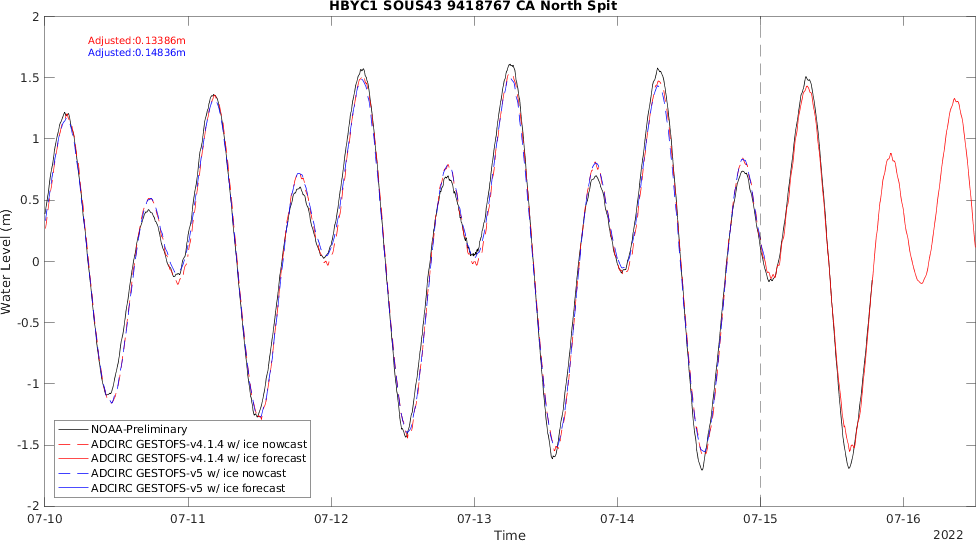 HBYC1 SOUS43 9418767 CA North Spit
2
Adjusted:0.13386m
Adjusted:0.14836m
1.5
1
0.5
0
-0.5
-1
-1.5
-2
Water Level (m)
NOAA-Preliminary
ADCIRC GESTOFS-v4.1.4 w/ ice nowcast
ADCIRC GESTOFS-v4.1.4 w/ ice forecast
ADCIRC GESTOFS-v5 w/ ice nowcast
ADCIRC GESTOFS-v5 w/ ice forecast
07-10 07-11 07-12 07-13 07-14 07-15 07-16
Time
2022